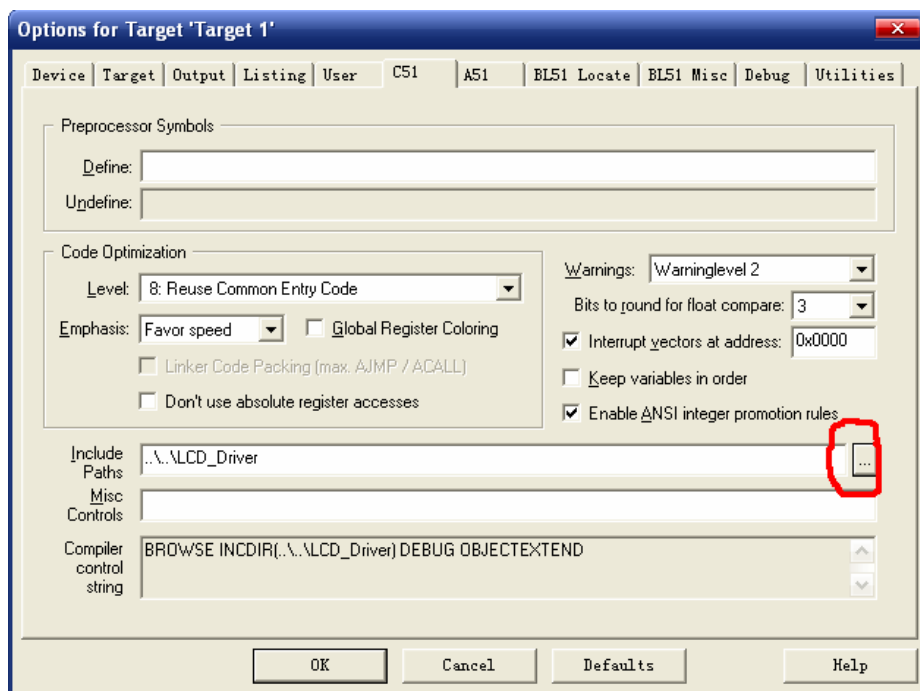 Options for Target 'Target 1'
Device Target Output Listing User C51 A51 BL51 Locate BL51 Misc Debug Utilities
Preprocessor Symbols
Define:
Undefine:
Code Optimization
Level: 8: Reuse Common Entry Code
Emphasis: Favor speed Global Register Coloring
Linker Code Packing (max. AJMP / ACALL)
Don't use absolute register accesses
Warnings: Warninglevel 2
Bits to round for float compare: 3
Interrupt vectors at address: 0x0000
Keep variables in order
Enable ANSI integer promotion rules
Include Paths ..\..\LCD_Driver ...
Misc Controls
Compiler control string BROWSE INCDIR(..\..\LCD_Driver) DEBUG OBJECTEXTEND
OK Cancel Defaults Help